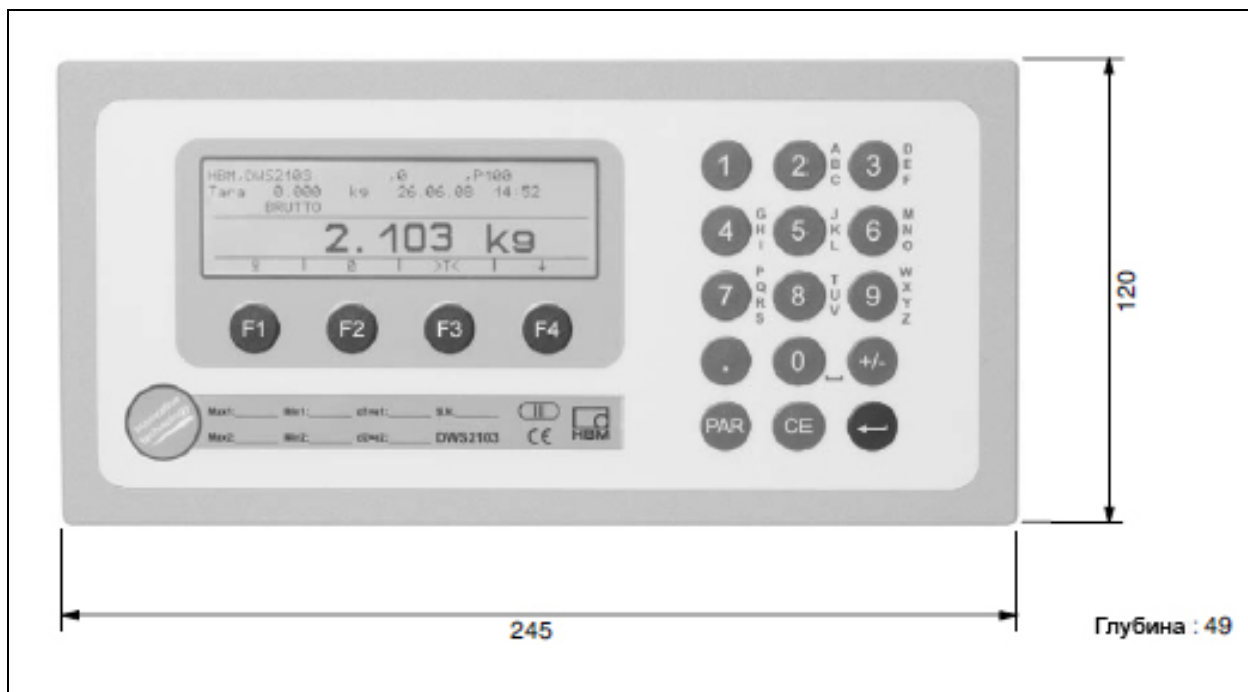 HBM,DWS2103 ,0 ,P100
Tara 0.000 kg 26.06.08 14:52
BRUTTO
2.103 kg
0 >T< ↓
F1 F2 F3 F4
1 2 ABC 3 DEF
4 GHI 5 JKL 6 MNO
7 PQRS 8 TUV 9 WXYZ
. 0 +/-
PAR CE
Max1: Min1: d1=e1: S.N.
Max2: Min2: d2=e2: DWS2103 CE HBM
120
245
Глубина : 49